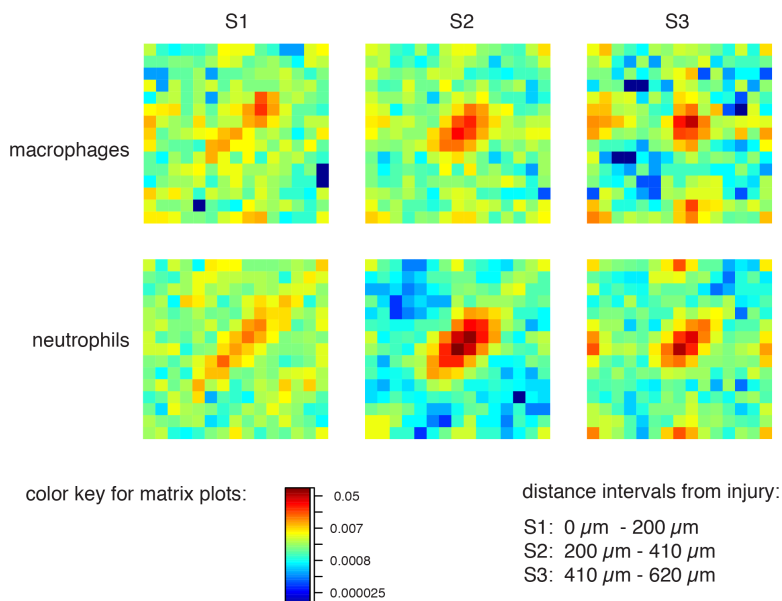 S1 S2 S3
macrophages
neutrophils
color key for matrix plots:
0.05
0.007
0.0008
0.000025
distance intervals from injury:
S1: 0 µm - 200 µm
S2: 200 µm - 410 µm
S3: 410 µm - 620 µm